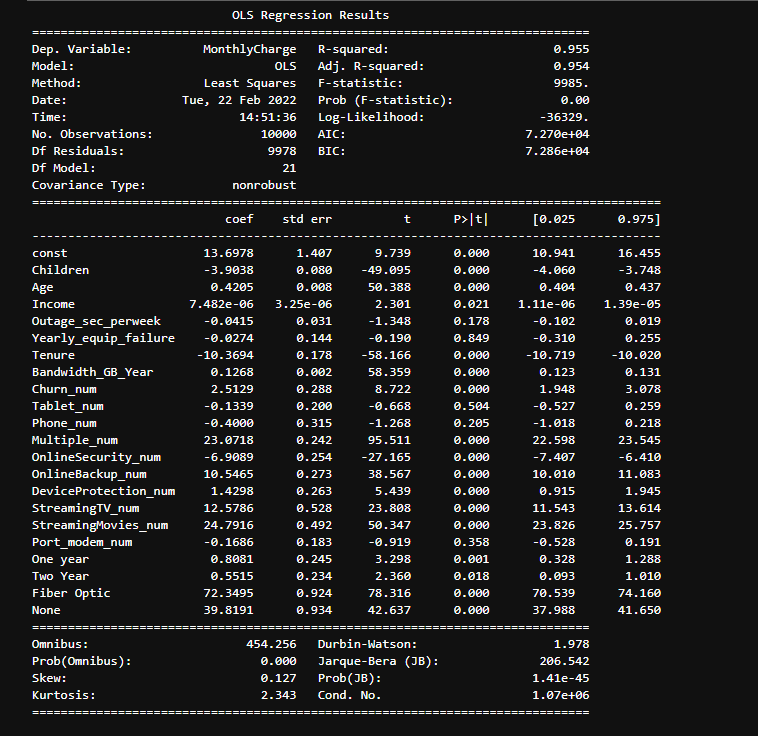 OLS Regression Results
==============================================================================
Dep. Variable: MonthlyCharge R-squared: 0.955
Model: OLS Adj. R-squared: 0.954
Method: Least Squares F-statistic: 9985.
Date: Tue, 22 Feb 2022 Prob (F-statistic): 0.00
Time: 14:51:36 Log-Likelihood: -36329.
No. Observations: 10000 AIC: 7.270e+04
Df Residuals: 9978 BIC: 7.286e+04
Df Model: 21
Covariance Type: nonrobust
========================================================================================
coef std err t P>|t| [0.025 0.975]
----------------------------------------------------------------------------------------
const 13.6978 1.407 9.739 0.000 10.941 16.455
Children -3.9038 0.080 -49.095 0.000 -4.060 -3.748
Age 0.4205 0.008 50.388 0.000 0.404 0.437
Income 7.482e-06 3.25e-06 2.301 0.021 1.11e-06 1.39e-05
Outage_sec_perweek -0.0415 0.031 -1.348 0.178 -0.102 0.019
Yearly_equip_failure -0.0274 0.144 -0.190 0.849 -0.310 0.255
Tenure -10.3694 0.178 -58.166 0.000 -10.719 -10.020
Bandwidth_GB_Year 0.1268 0.002 58.359 0.000 0.123 0.131
Churn_num 2.5129 0.288 8.722 0.000 1.948 3.078
Tablet_num -0.1339 0.200 -0.668 0.504 -0.527 0.259
Phone_num -0.4000 0.315 -1.268 0.205 -1.018 0.218
Multiple_num 23.0718 0.242 95.511 0.000 22.598 23.545
OnlineSecurity_num -6.9089 0.254 -27.165 0.000 -7.407 -6.410
OnlineBackup_num 10.5465 0.273 38.567 0.000 10.010 11.083
DeviceProtection_num 1.4298 0.263 5.439 0.000 0.915 1.945
StreamingTV_num 12.5786 0.528 23.808 0.000 11.543 13.614
StreamingMovies_num 24.7916 0.492 50.347 0.000 23.826 25.757
Port_modem_num -0.1686 0.183 -0.919 0.358 -0.528 0.191
One year 0.8081 0.245 3.298 0.001 0.328 1.288
Two Year 0.5515 0.234 2.360 0.018 0.093 1.010
Fiber Optic 72.3495 0.924 78.316 0.000 70.539 74.160
None 39.8191 0.934 42.637 0.000 37.988 41.650
==============================================================================
Omnibus: 454.256 Durbin-Watson: 1.978
Prob(Omnibus): 0.000 Jarque-Bera (JB): 206.542
Skew: 0.127 Prob(JB): 1.41e-45
Kurtosis: 2.343 Cond. No. 1.07e+06
==============================================================================